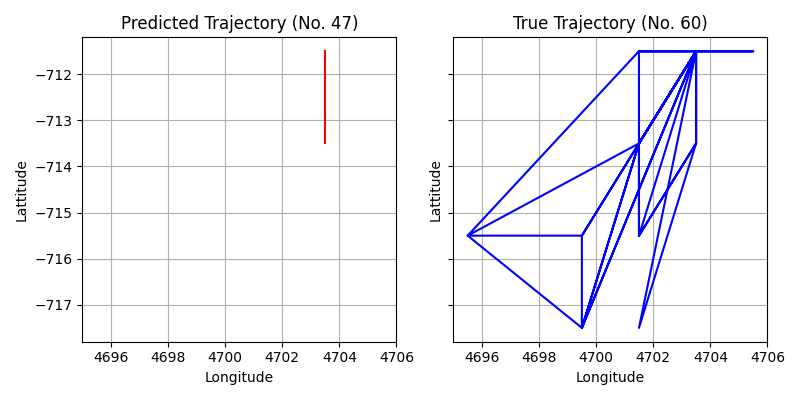 Predicted Trajectory (No. 47)
True Trajectory (No. 60)
−712
−713
−714
−715
−716
−717
Lattitude
Lattitude
4696 4698 4700 4702 4704 4706
4696 4698 4700 4702 4704 4706
Longitude
Longitude